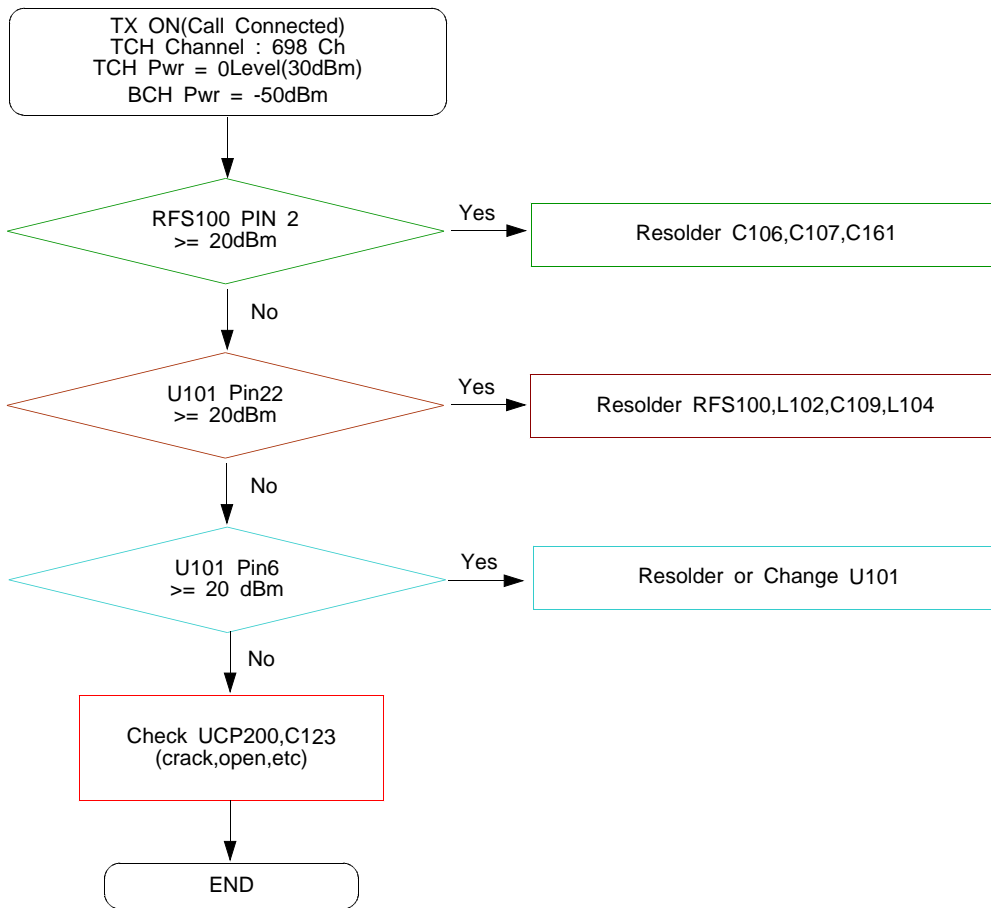 TX ON(Call Connected)
TCH Channel : 698 Ch
TCH Pwr = 0Level(30dBm)
BCH Pwr = -50dBm
RFS100 PIN 2
>= 20dBm
Yes
Resolder C106,C107,C161
No
U101 Pin22
>= 20dBm
Yes
Resolder RFS100,L102,C109,L104
No
U101 Pin6
>= 20 dBm
Yes
Resolder or Change U101
No
Check UCP200,C123
(crack,open,etc)
END